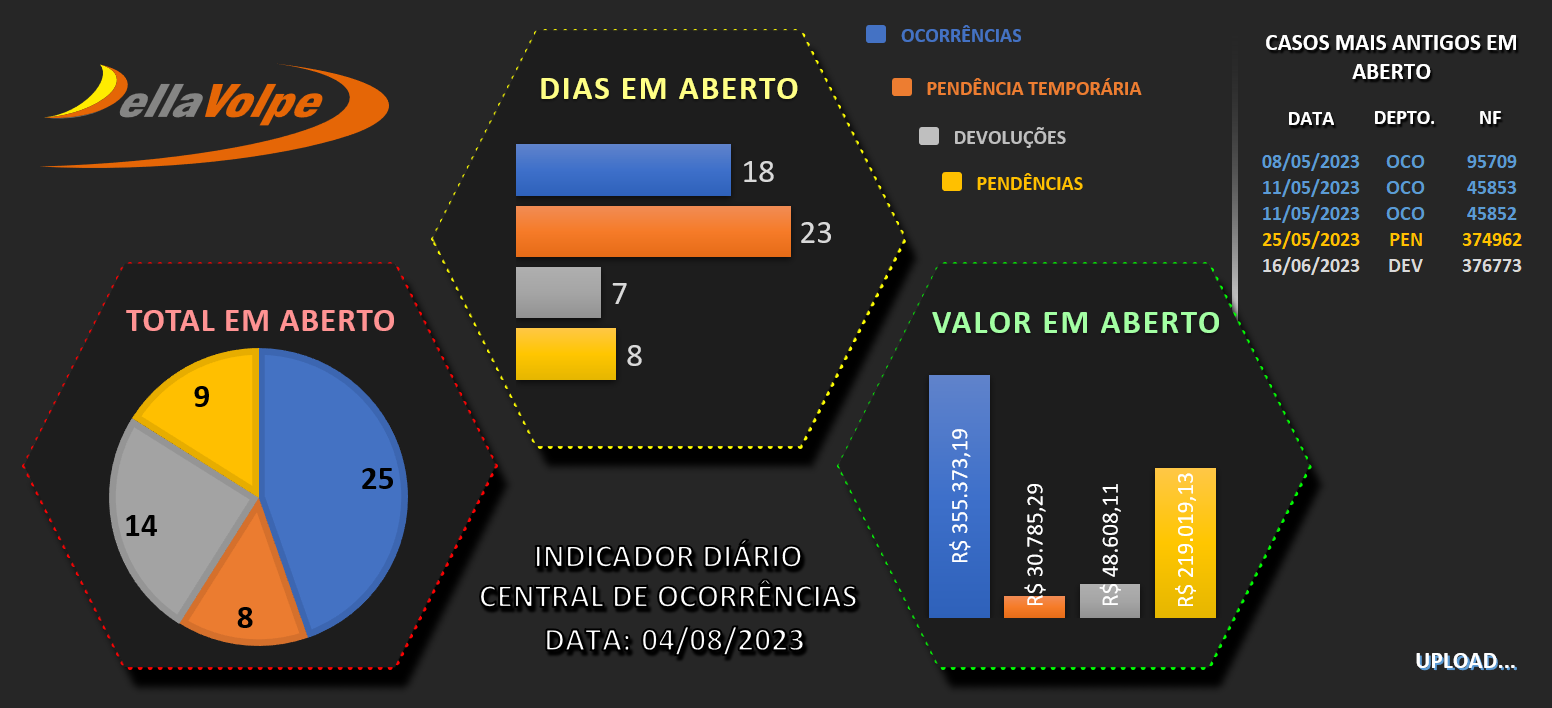 ellaVolpe
DIAS EM ABERTO
18
23
7
8
OCORRÊNCIAS
PENDÊNCIA TEMPORÁRIA
DEVOLUÇÕES
PENDÊNCIAS
CASOS MAIS ANTIGOS EM
ABERTO
DATA DEPTO. NF
08/05/2023 OCO 95709
11/05/2023 OCO 45853
11/05/2023 OCO 45852
25/05/2023 PEN 374962
16/06/2023 DEV 376773
TOTAL EM ABERTO
9
25
14
8
VALOR EM ABERTO
R$ 355.373,19
R$ 30.785,29
R$ 48.608,11
R$ 219.019,13
INDICADOR DIÁRIO
CENTRAL DE OCORRÊNCIAS
DATA: 04/08/2023
UPLOAD...